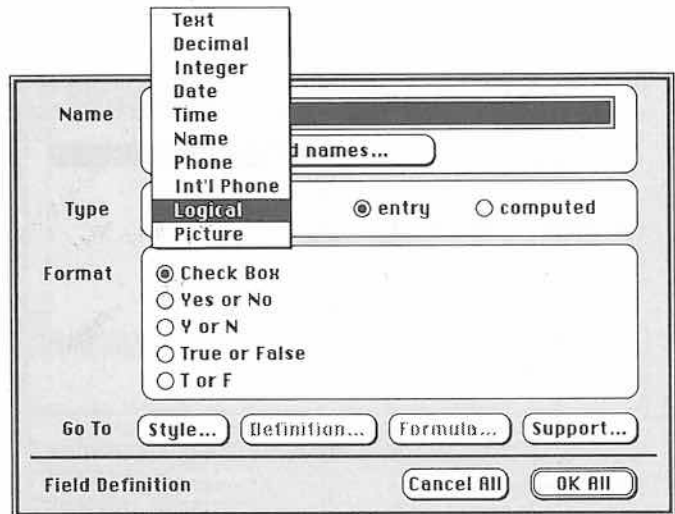 Text
Decimal
Integer
Date
Time
Name
Phone
Int'l Phone
Logical
Picture
Name
d names...
Type
entry
computed
Format
Check Box
Yes or No
Y or N
True or False
T or F
Go To
Style...
Definition...
Formula...
Support...
Field Definition
Cancel All
OK All